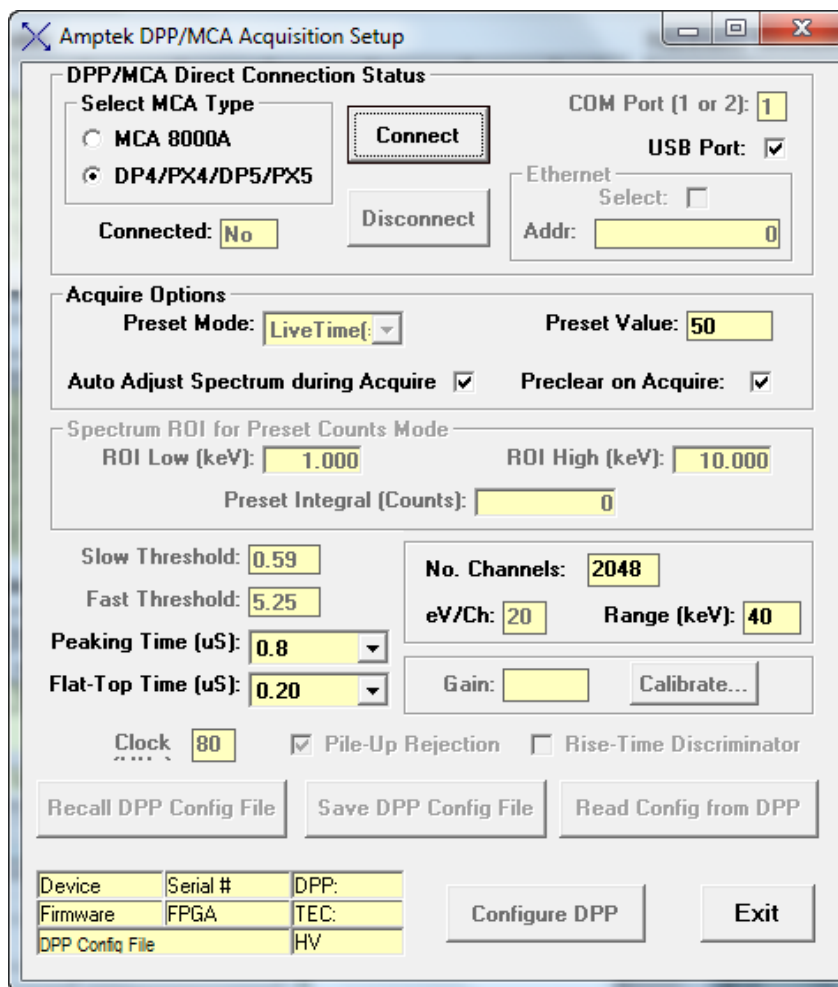 Amptek DPP/MCA Acquisition Setup
DPP/MCA Direct Connection Status
Select MCA Type
MCA 8000A
DP4/PX4/DP5/PX5
Connect
COM Port (1 or 2): 1
USB Port:
Ethernet
Select:
Connected: No
Disconnect
Addr: 0
Acquire Options
Preset Mode: LiveTime(
Preset Value: 50
Auto Adjust Spectrum during Acquire
Preclear on Acquire:
Spectrum ROI for Preset Counts Mode
ROI Low (keV): 1.000
ROI High (keV): 10.000
Preset Integral (Counts): 0
Slow Threshold: 0.59
Fast Threshold: 5.25
Peaking Time (uS): 0.8
Flat-Top Time (uS): 0.20
No. Channels: 2048
eV/Ch: 20 Range (keV): 40
Gain: Calibrate...
Clock 80
Pile-Up Rejection
Rise-Time Discriminator
Recall DPP Config File
Save DPP Config File
Read Config from DPP
Device Serial # DPP:
Firmware FPGA TEC:
DPP Config File HV
Configure DPP
Exit